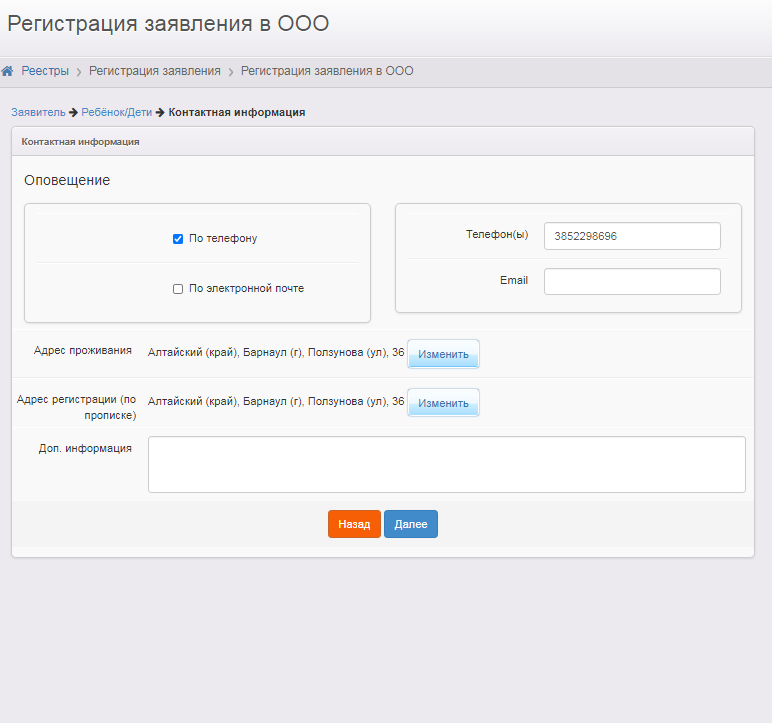 Регистрация заявления в ООО
Реестры › Регистрация заявления › Регистрация заявления в ООО
Заявитель → Ребёнок/Дети → Контактная информация
Контактная информация
Оповещение
По телефону
По электронной почте
Телефон(ы) 3852298696
Email
Адрес проживания Алтайский (край), Барнаул (г), Ползунова (ул), 36 Изменить
Адрес регистрации (по
прописке) Алтайский (край), Барнаул (г), Ползунова (ул), 36 Изменить
Доп. информация
Назад Далее